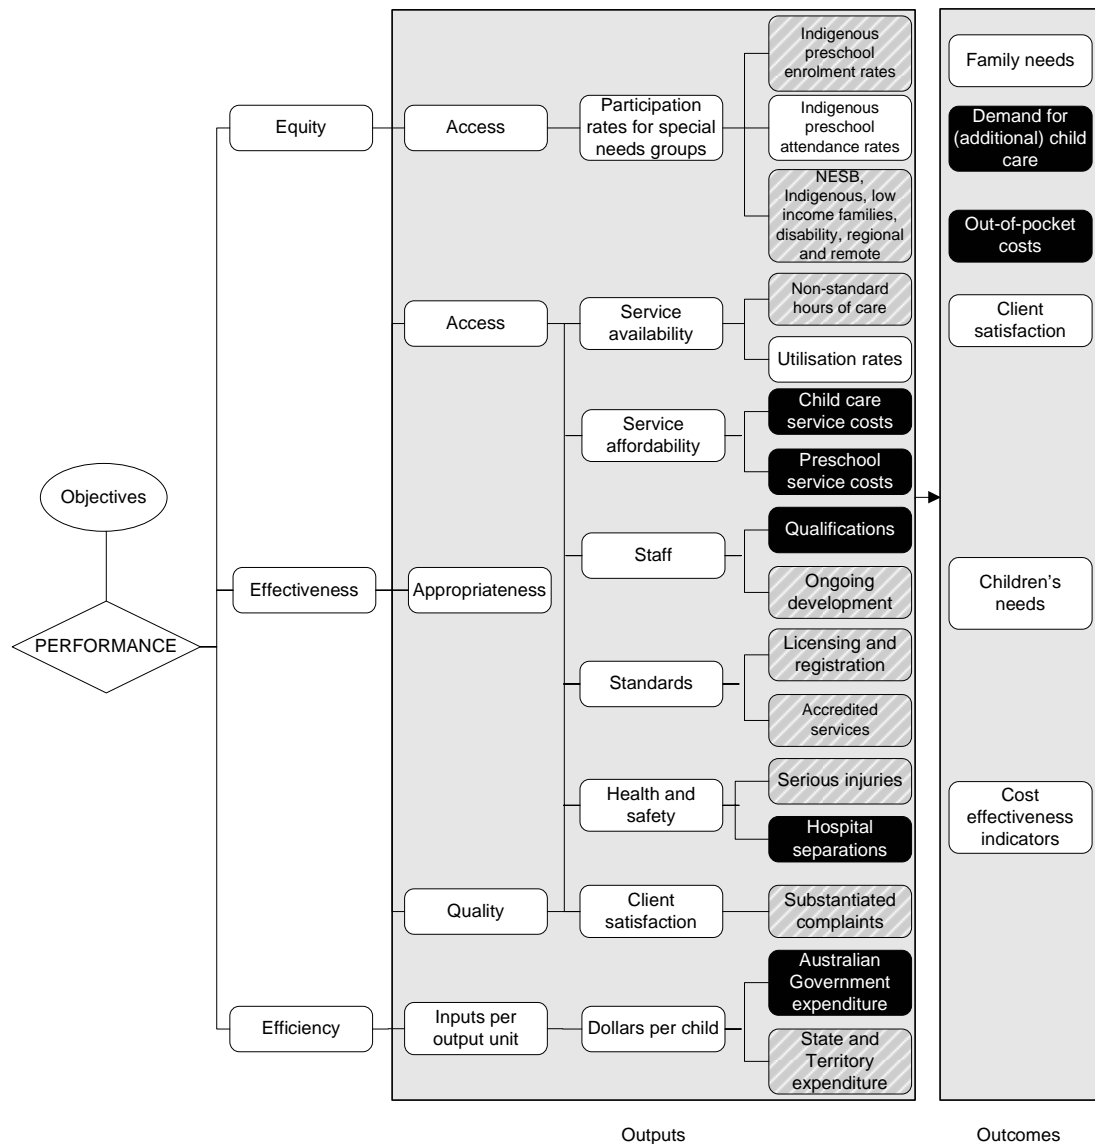 Objectives
PERFORMANCE
Equity
Effectiveness
Efficiency
Access
Participation
rates for special
needs groups
Indigenous
preschool
enrolment rates
Indigenous
preschool
attendance rates
NESB,
Indigenous, low
income families,
disability, regional
and remote
Access
Service
availability
Non-standard
hours of care
Utilisation rates
Service
affordability
Child care
service costs
Preschool
service costs
Appropriateness
Staff
Qualifications
Ongoing
development
Standards
Licensing and
registration
Accredited
services
Health and
safety
Serious injuries
Hospital
separations
Quality
Client
satisfaction
Substantiated
complaints
Inputs per
output unit
Dollars per child
Australian
Government
expenditure
State and
Territory
expenditure
Outputs
Family needs
Demand for
(additional) child
care
Out-of-pocket
costs
Client
satisfaction
Children's
needs
Cost
effectiveness
indicators
Outcomes